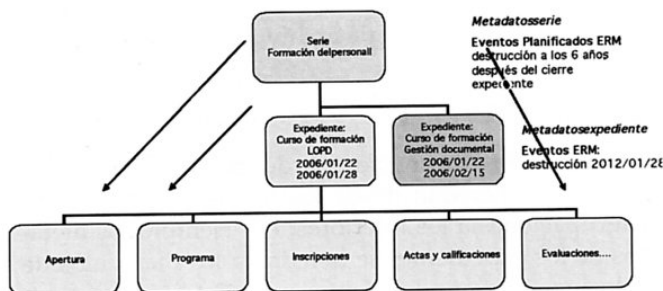 Serie
Formación delpersonall
Metadatosserie
Eventos Planificados ERM
destrucción a los 6 años
después del cierre
expediente
Expediente:
Curso de formación
LOPD
2006/01/22
2006/01/28
Expediente:
Curso de formación
Gestión documental
2006/01/22
2006/02/15
Metadatosexpediente
Eventos ERM:
destrucción 2012/01/28
Apertura
Programa
Inscripciones
Actas y calificaciones
Evaluaciones....